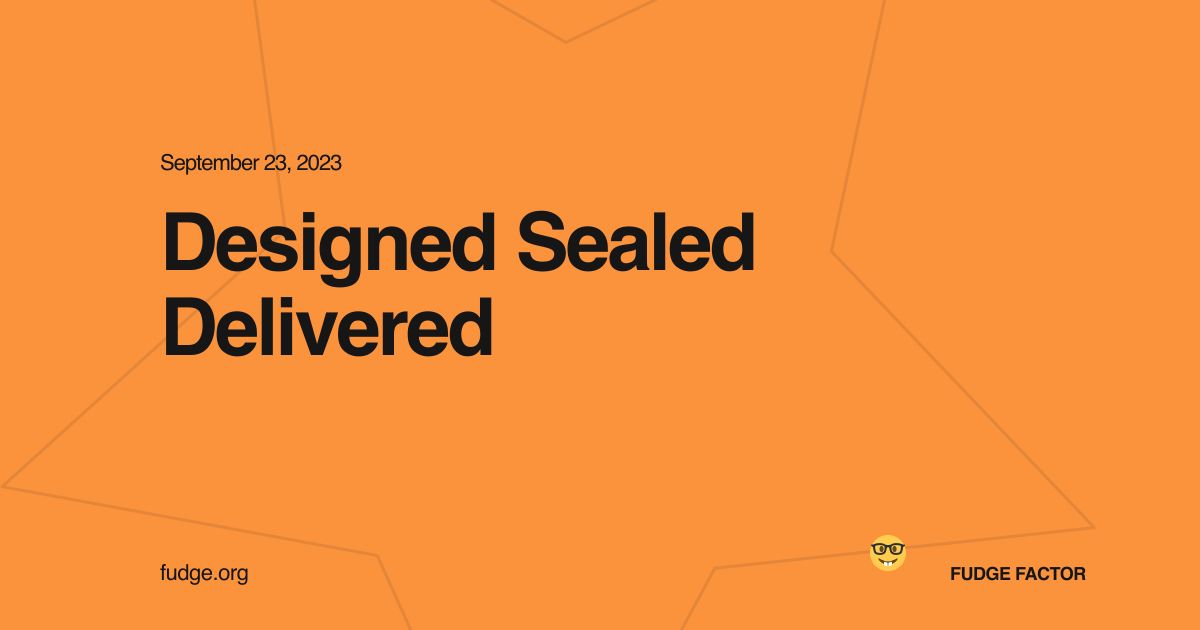 September 23, 2023
Designed Sealed
Delivered
fudge.org
FUDGE FACTOR